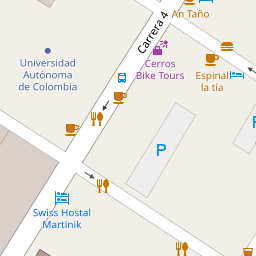 An Taño
Carrera 4
Universidad
Autónoma
de Colombia
Cerros
Bike Tours
Espinal
la tía
P
Swiss Hostal
Martinik